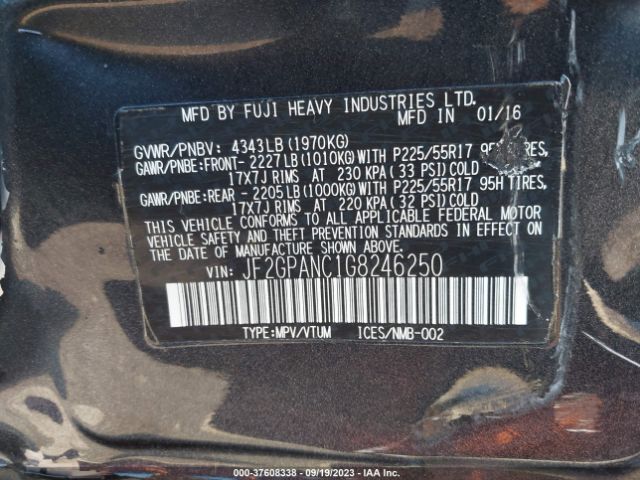 MFD BY FUJI HEAVY INDUSTRIES LTD.
MFD IN 01/16
GVWR/PNBV: 4343LB (1970KG)
GAWR/PNBE:FRONT- 2227LB (1010KG) WITH P225/55R17
17X7J RIMS AT 230 KPA (33 PSI) COLD
GAWR/PNBE:REAR - 2205LB (1000KG) WITH P225/55R17 95H TIRES,
17X7J RIMS AT 220 KPA (32 PSI) COLD
THIS VEHICLE CONFORMS TO ALL APPLICABLE FEDERAL MOTOR
VEHICLE SAFETY AND THEFT PREVENTION STANDARDS IN EFFECT ON
THE DATE OF MANUFACTURE SHOWN ABOVE.
VIN: JF2GPANC1G8246250
TYPE:MPV/VTUM ICES/NMB-002
000-37608338 - 09/19/2023 - IAA Inc.